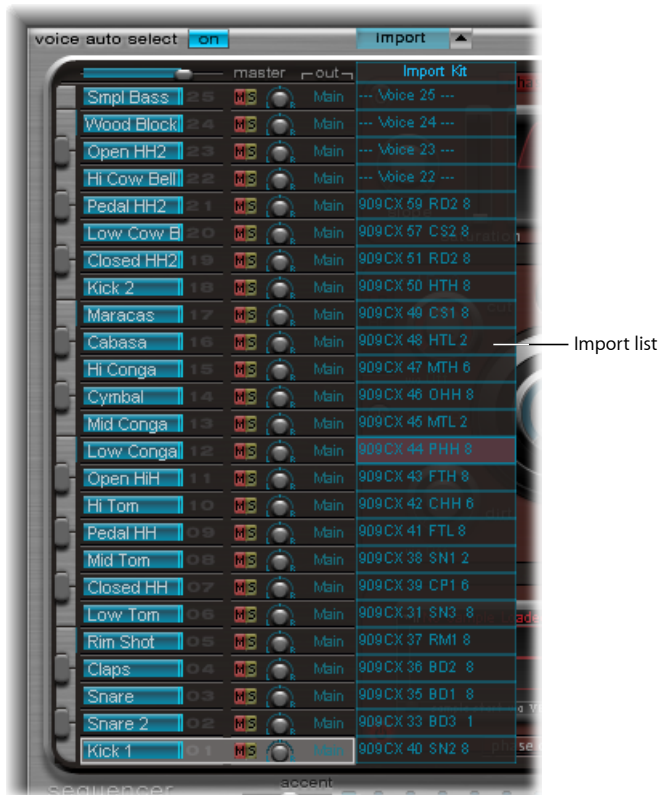 voice auto select on Import
master out Import Kit
Smpl Bass 25 M S R Main --- Voice 25 ---
Wood Block 24 M S R Main --- Voice 24 ---
Open HH2 23 M S R Main --- Voice 23 ---
Hi Cow Bell 22 M S R Main --- Voice 22 ---
Pedal HH2 21 M S R Main 909CX 59 RD2 8
Low Cow B 20 M S R Main 909CX 57 CS2 8
Closed HH2 19 M S R Main 909CX 51 RD2 8
Kick 2 18 M S R Main 909CX 50 HTH 8
Maracas 17 M S R Main 909CX 49 CS1 8
Cabasa 16 M S R Main 909CX 48 HTL 2 Import list
Hi Conga 15 M S R Main 909CX 47 MTH 6
Cymbal 14 M S R Main 909CX 46 OHH 8
Mid Conga 13 M S R Main 909CX 45 MTL 2
Low Conga 12 M S R Main 909CX 44 PHH 8
Open HiH 11 M S R Main 909CX 43 FTH 8
Hi Tom 10 M S R Main 909CX 42 CHH 6
Pedal HH 09 M S R Main 909CX 41 FTL 8
Mid Tom 08 M S R Main 909CX 38 SN1 2
Closed HH 07 M S R Main 909CX 39 CP1 6
Low Tom 06 M S R Main 909CX 31 SN3 8
Rim Shot 05 M S R Main 909CX 37 RM1 8
Claps 04 M S R Main 909CX 36 BD2 8
Snare 03 M S R Main 909CX 35 BD1 8
Snare 2 02 M S R Main 909CX 33 BD3 1
Kick 1 01 M S R Main 909CX 40 SN2 8
sequencer accent